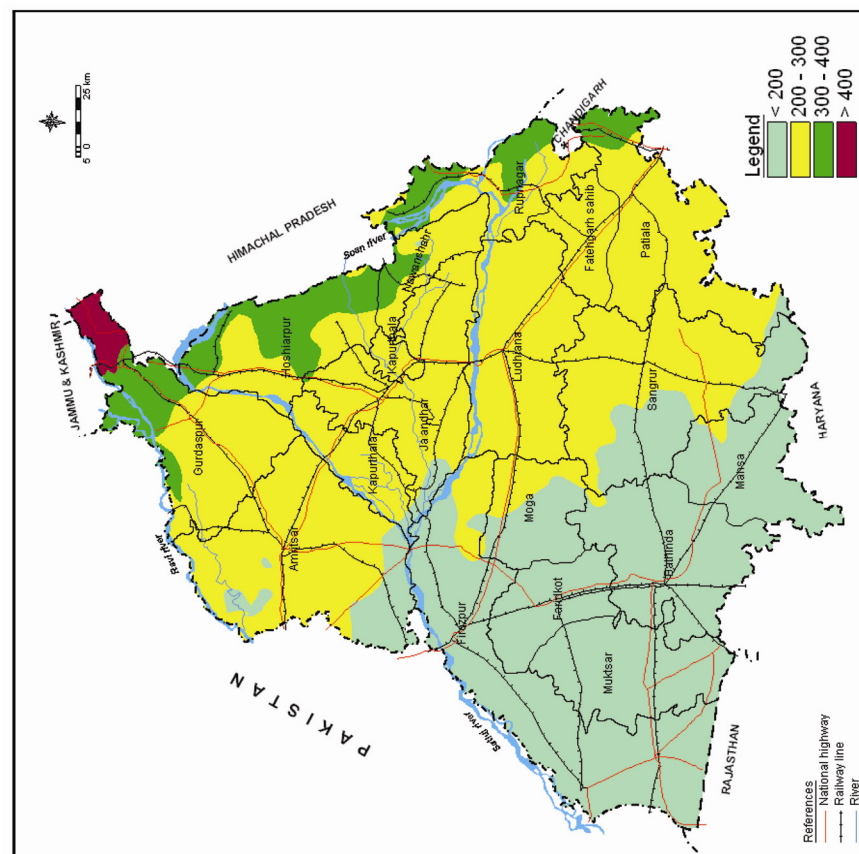 JAMMU & KASHMIR
HIMACHAL PRADESH
CHANDIGARH
HARYANA
RAJASTHAN
PAKISTAN
Ravi river
Soan river
Satluj river
Gurdaspur
Hoshiarpur
Amritsar
Kapurthala
Kapurthala
Jalandhar
Nawanshehr
Rupnagar
Ludhiana
Fatehgarh sahib
Patiala
Sangrur
Moga
Firozpur
Faridkot
Muktsar
Bathinda
Mansa
5 0 25 km
Legend
< 200
200 - 300
300 - 400
> 400
References
National highway
Railway line
River